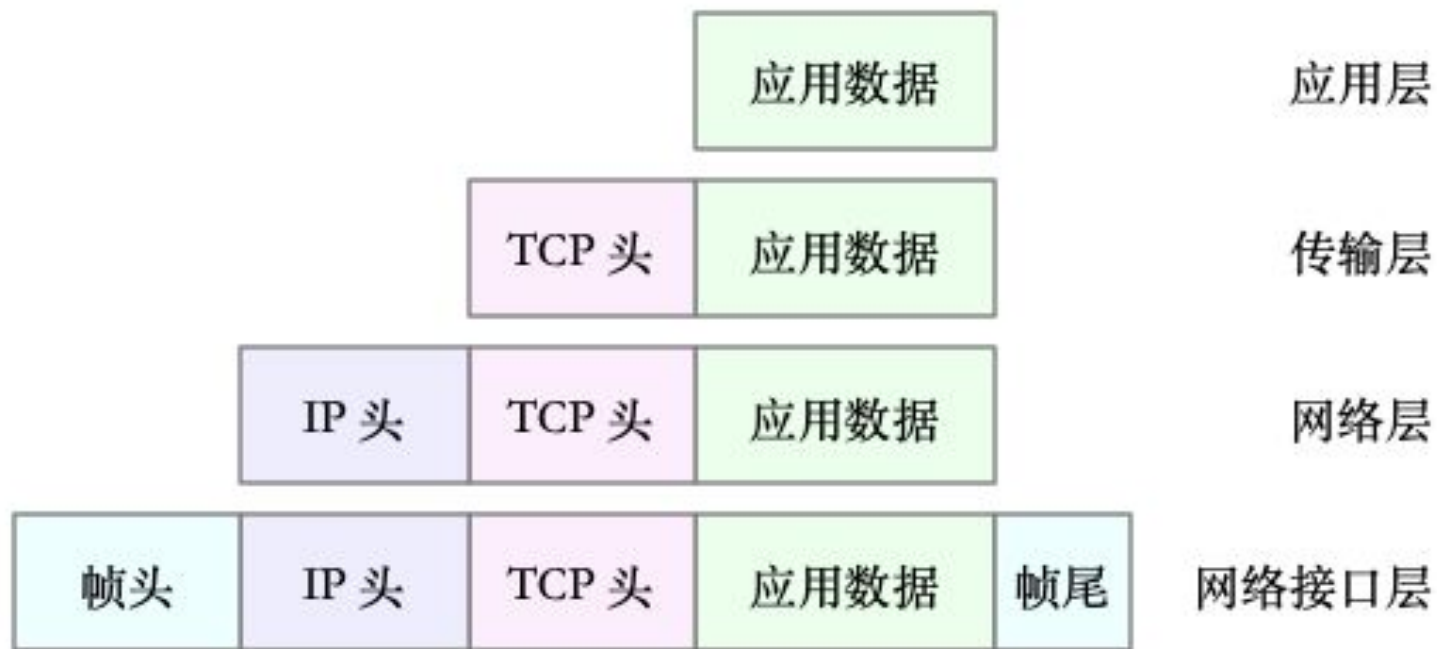 应用数据 应用层
TCP 头 应用数据 传输层
IP 头 TCP 头 应用数据 网络层
帧头 IP 头 TCP 头 应用数据 帧尾 网络接口层